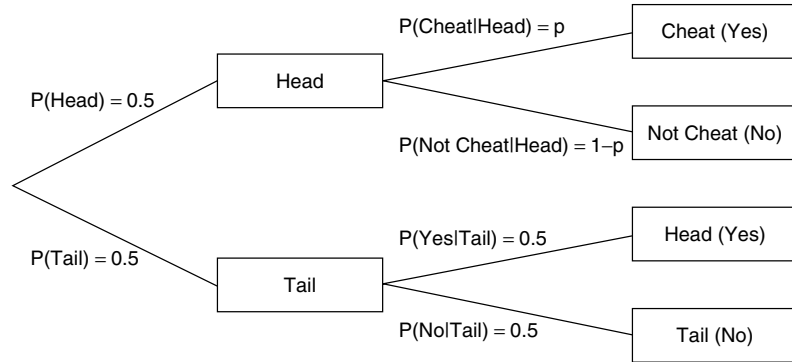 P(Cheat|Head) = p
Cheat (Yes)
Head
P(Head) = 0.5
Not Cheat (No)
P(Not Cheat|Head) = 1–p
Head (Yes)
P(Yes|Tail) = 0.5
P(Tail) = 0.5
Tail
P(No|Tail) = 0.5
Tail (No)